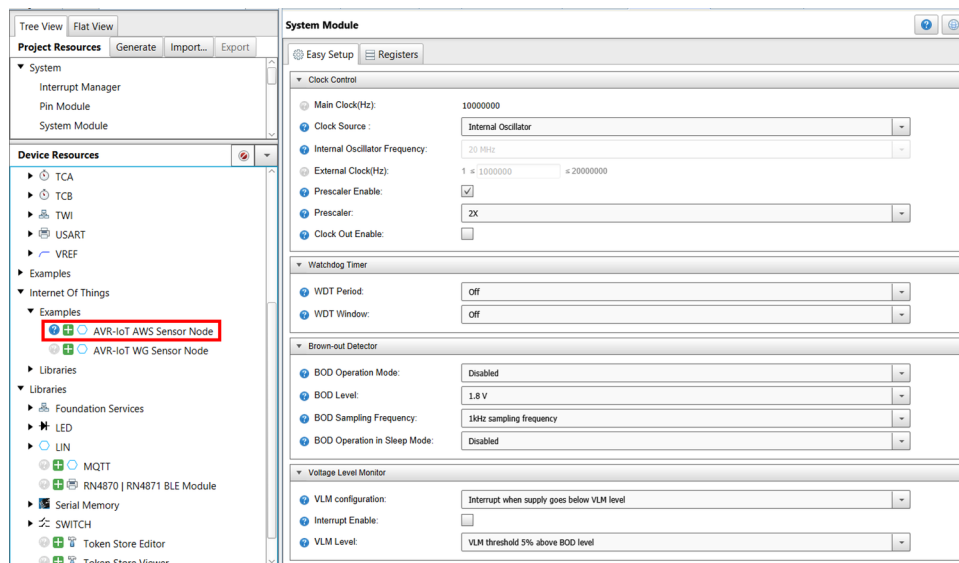 Tree View Flat View
Project Resources Generate Import... Export
System
Interrupt Manager
Pin Module
System Module
Device Resources
TCA
TCB
TWI
USART
VREF
Examples
Internet Of Things
Examples
AVR-IoT AWS Sensor Node
AVR-IoT WG Sensor Node
Libraries
Libraries
Foundation Services
LED
LIN
MQTT
RN4870 | RN4871 BLE Module
Serial Memory
SWITCH
Token Store Editor
Token Store Viewer
System Module
Easy Setup Registers
Clock Control
Main Clock(Hz): 10000000
Clock Source : Internal Oscillator
Internal Oscillator Frequency: 20 MHz
External Clock(Hz): 1 ≤ 1000000 ≤ 20000000
Prescaler Enable:
Prescaler: 2X
Clock Out Enable:
Watchdog Timer
WDT Period: Off
WDT Window: Off
Brown-out Detector
BOD Operation Mode: Disabled
BOD Level: 1.8 V
BOD Sampling Frequency: 1kHz sampling frequency
BOD Operation in Sleep Mode: Disabled
Voltage Level Monitor
VLM configuration: Interrupt when supply goes below VLM level
Interrupt Enable:
VLM Level: VLM threshold 5% above BOD level